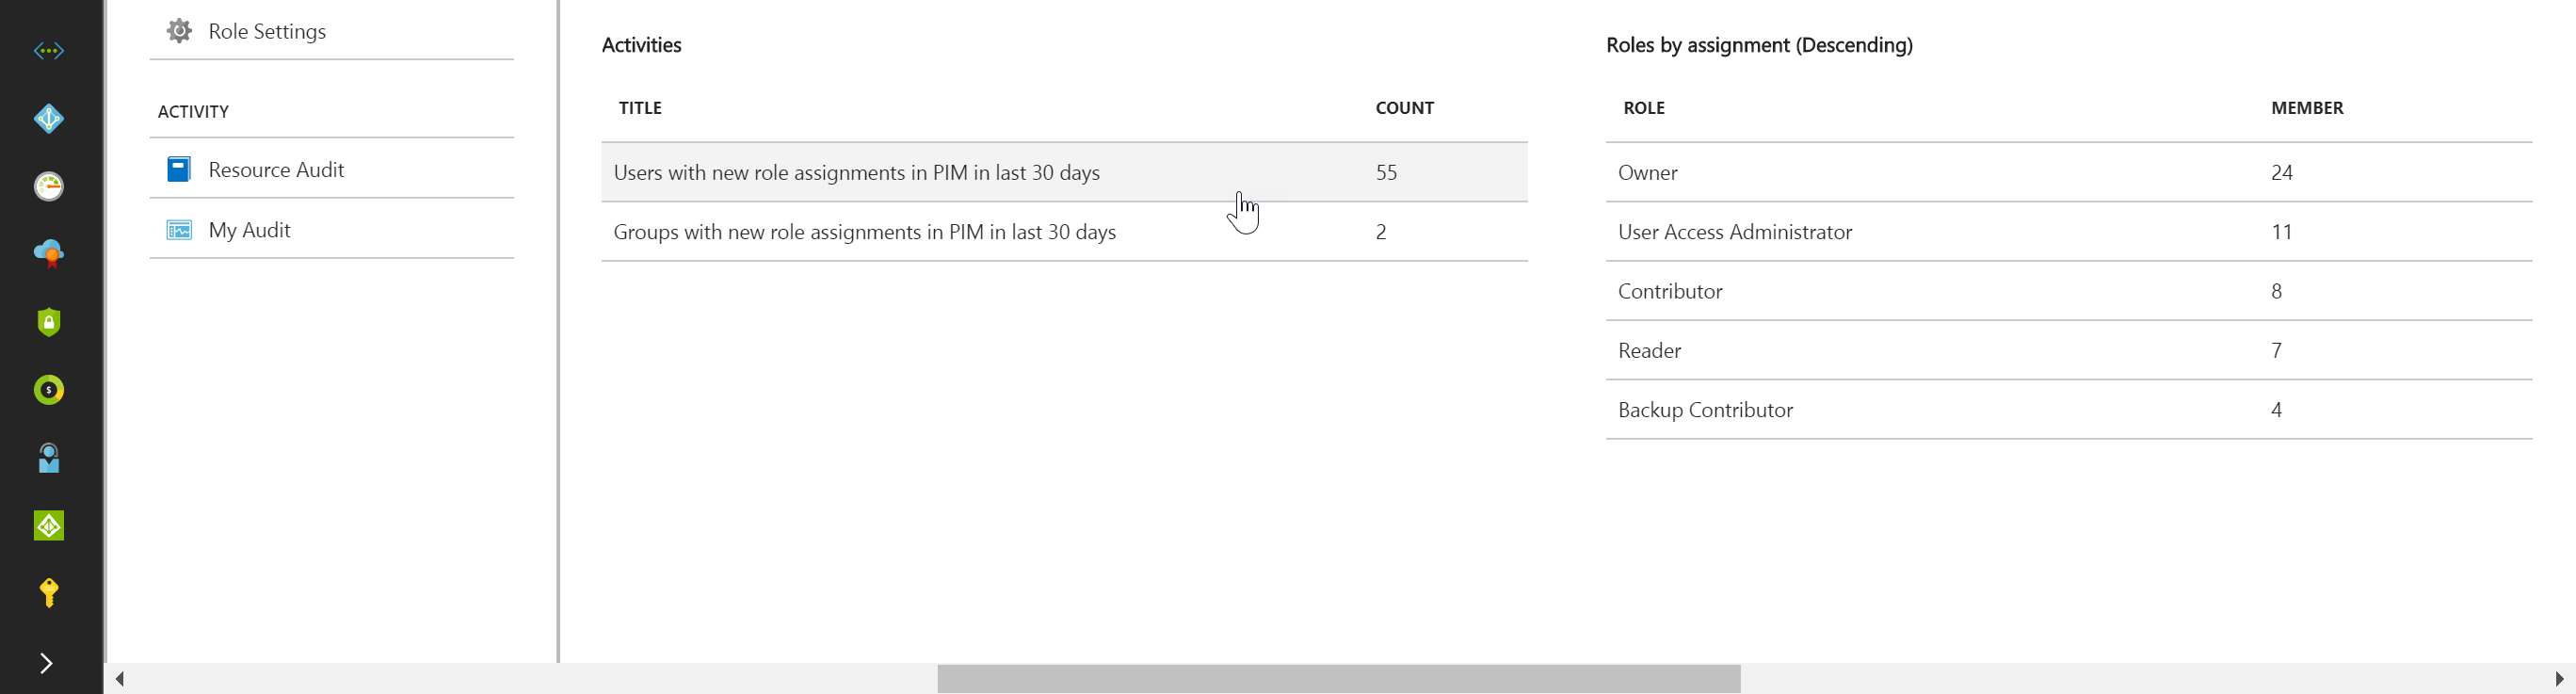 Role Settings
ACTIVITY
Resource Audit
My Audit
Activities
TITLE COUNT
Users with new role assignments in PIM in last 30 days 55
Groups with new role assignments in PIM in last 30 days 2
Roles by assignment (Descending)
ROLE MEMBER
Owner 24
User Access Administrator 11
Contributor 8
Reader 7
Backup Contributor 4